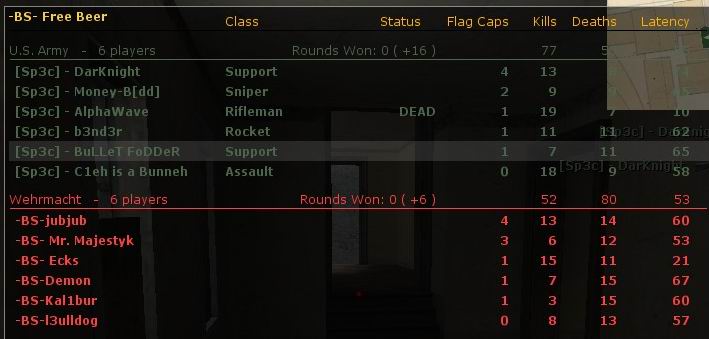 -BS- Free Beer Class Status Flag Caps Kills Deaths Latency
U.S. Army - 6 players Rounds Won: 0 ( +16 ) 77
[Sp3c] - DarKnight Support 4 13
[Sp3c] - Money-B[dd] Sniper 2 9
[Sp3c] - AlphaWave Rifleman DEAD 1 19 7 10
[Sp3c] - b3nd3r Rocket 1 11 11 62
[Sp3c] - BuLLeT FoDDeR Support 1 7 11 65
[Sp3c] - C1eh is a Bunneh Assault 0 18 9 58
[Sp3c] - DarKnight
Wehrmacht - 6 players Rounds Won: 0 ( +6 ) 52 80 53
-BS-jubjub 4 13 14 60
-BS- Mr. Majestyk 3 6 12 53
-BS- Ecks 1 15 11 21
-BS-Demon 1 7 15 67
-BS-Kal1bur 1 3 15 60
-BS-l3ulldog 0 8 13 57